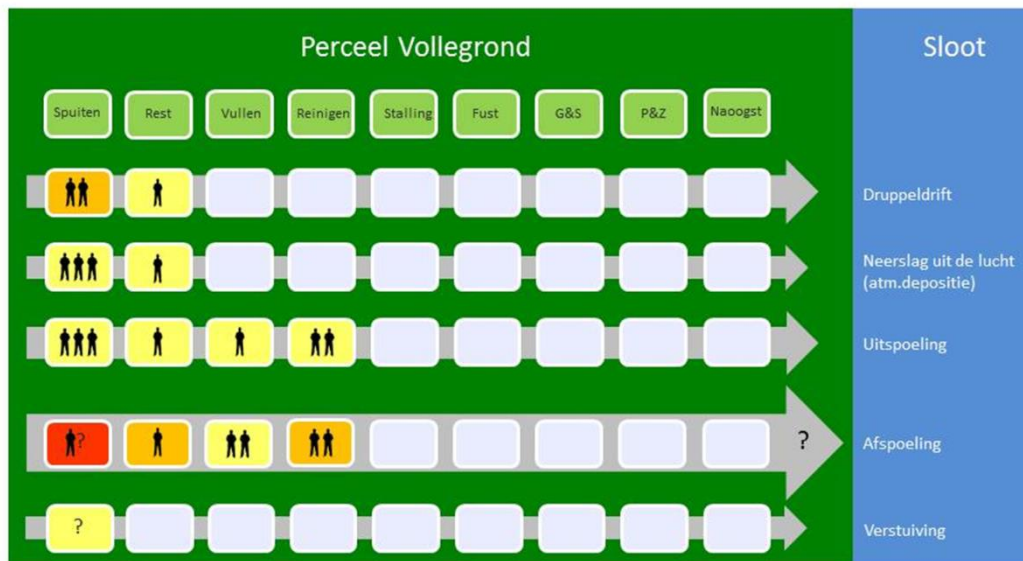 Perceel Vollegrond
Sloot
Spuiten Rest Vullen Reinigen Stalling Fust G&S P&Z Naoogst
Druppeldrift
Neerslag uit de lucht
(atm.depositie)
Uitspoeling
? ? Afspoeling
? Verstuiving